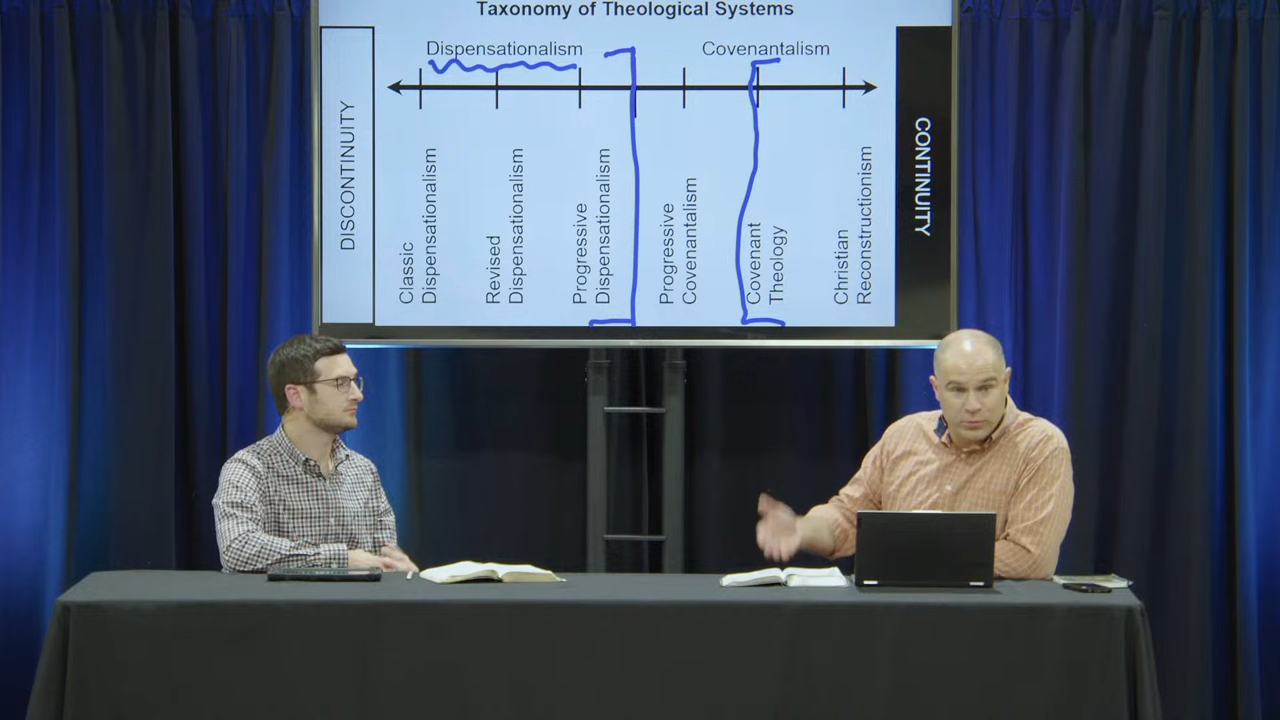 Taxonomy of Theological Systems
Dispensationalism
Covenantalism
DISCONTINUITY
Classic
Dispensationalism
Revised
Dispensationalism
Progressive
Dispensationalism
Progressive
Covenantalism
Covenant
Theology
Christian
Reconstructionism
CONTINUITY